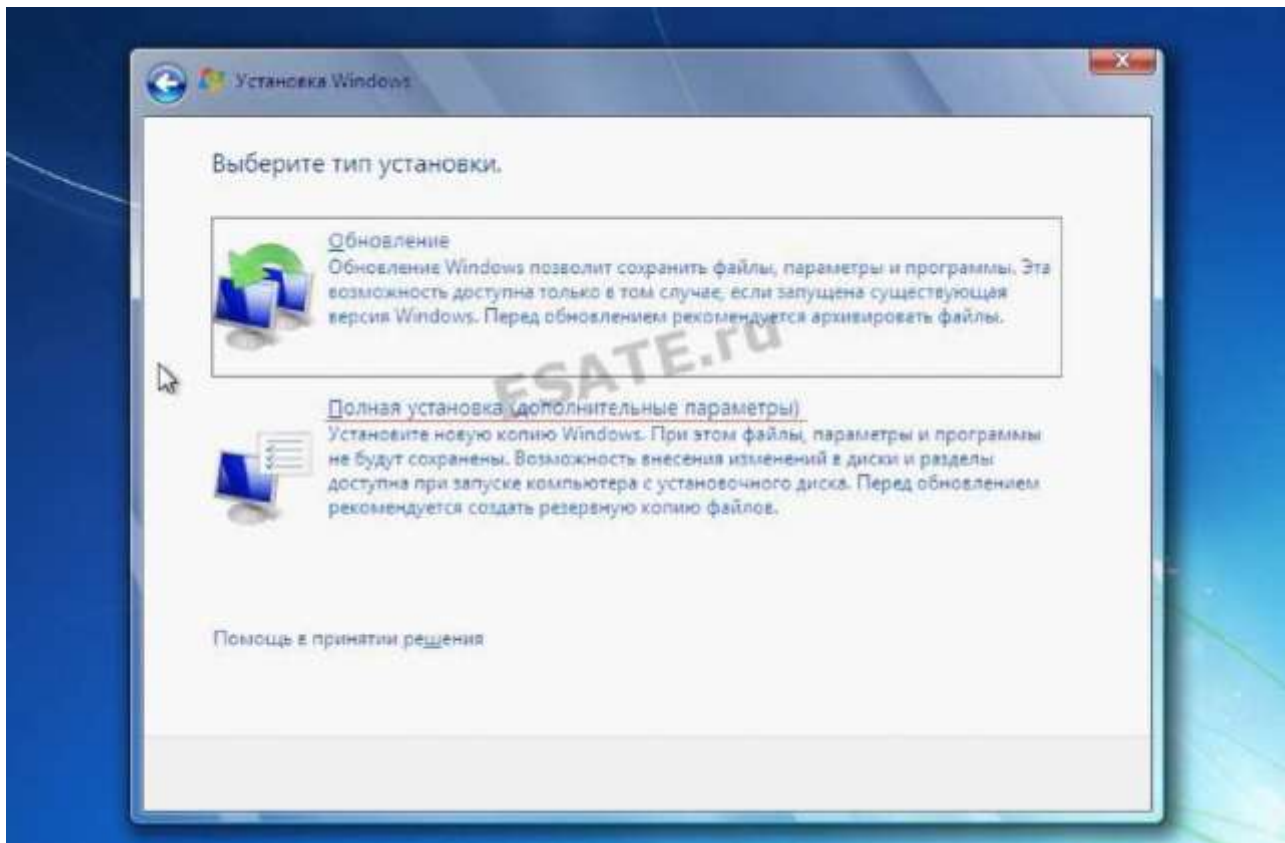 Установка Windows
Выберите тип установки.
Обновление
Обновление Windows позволит сохранить файлы, параметры и программы. Эта
возможность доступна только в том случае, если запущена существующая
версия Windows. Перед обновлением рекомендуется архивировать файлы.
ESATE.ru
Полная установка (дополнительные параметры)
Установите новую копию Windows. При этом файлы, параметры и программы
не будут сохранены. Возможность внесения изменений в диски и разделы
доступна при запуске компьютера с установочного диска. Перед обновлением
рекомендуется создать резервную копию файлов.
Помощь в принятии решения